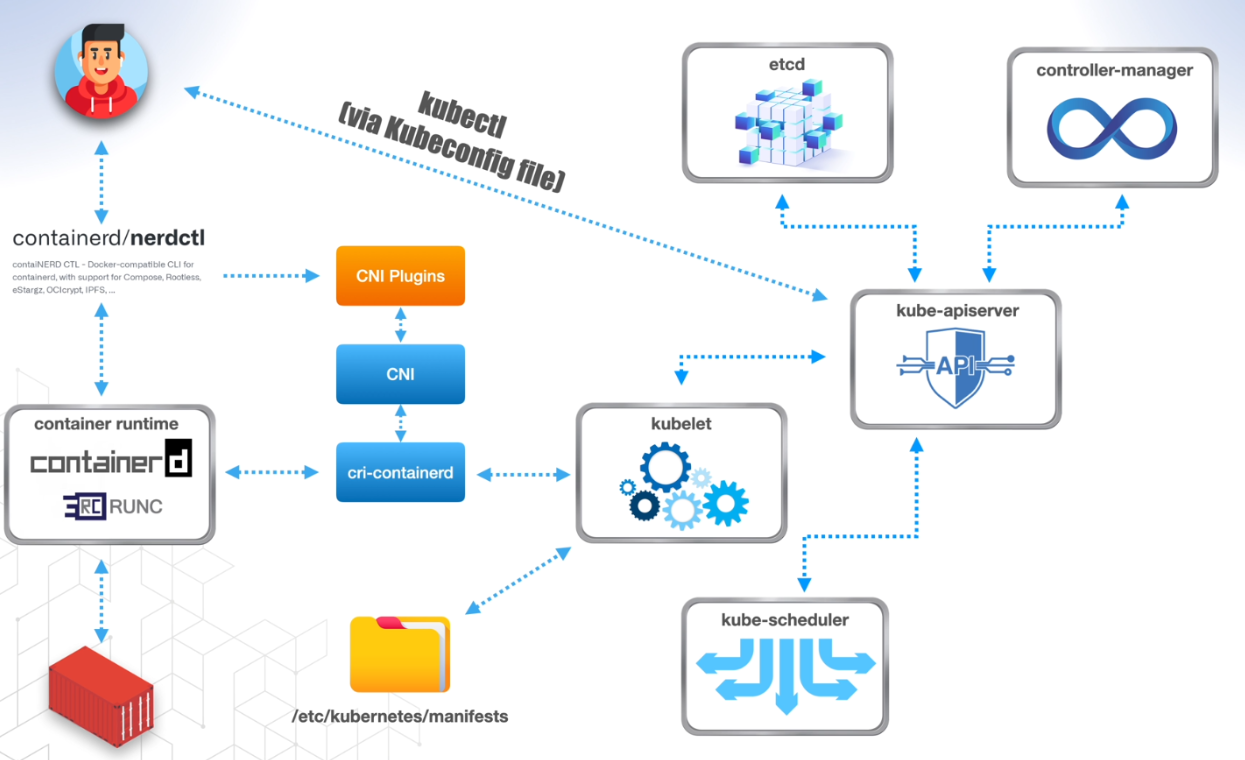 etcd
controller-manager
kubectl
(via Kubeconfig file)
containerd/nerdctl
contaiNERD CTL - Docker-compatible CLI for
containerd, with support for Compose, Rootless,
eStargz, OCIcrypt, IPFS, ...
CNI Plugins
kube-apiserver
API
CNI
container runtime
containerd
RC RUNC
cri-containerd
kubelet
kube-scheduler
/etc/kubernetes/manifests